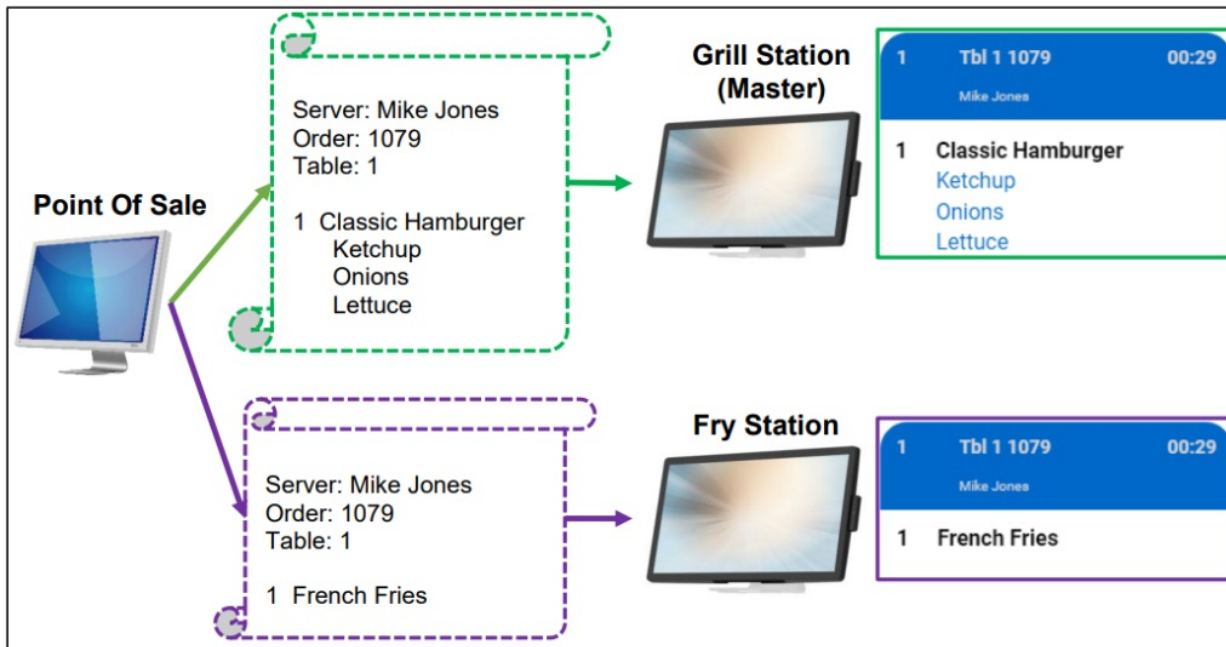 Point Of Sale
Server: Mike Jones
Order: 1079
Table: 1
1 Classic Hamburger
Ketchup
Onions
Lettuce
Grill Station
(Master)
1 Tbl 1 1079 00:29
Mike Jones
1 Classic Hamburger
Ketchup
Onions
Lettuce
Server: Mike Jones
Order: 1079
Table: 1
1 French Fries
Fry Station
1 Tbl 1 1079 00:29
Mike Jones
1 French Fries